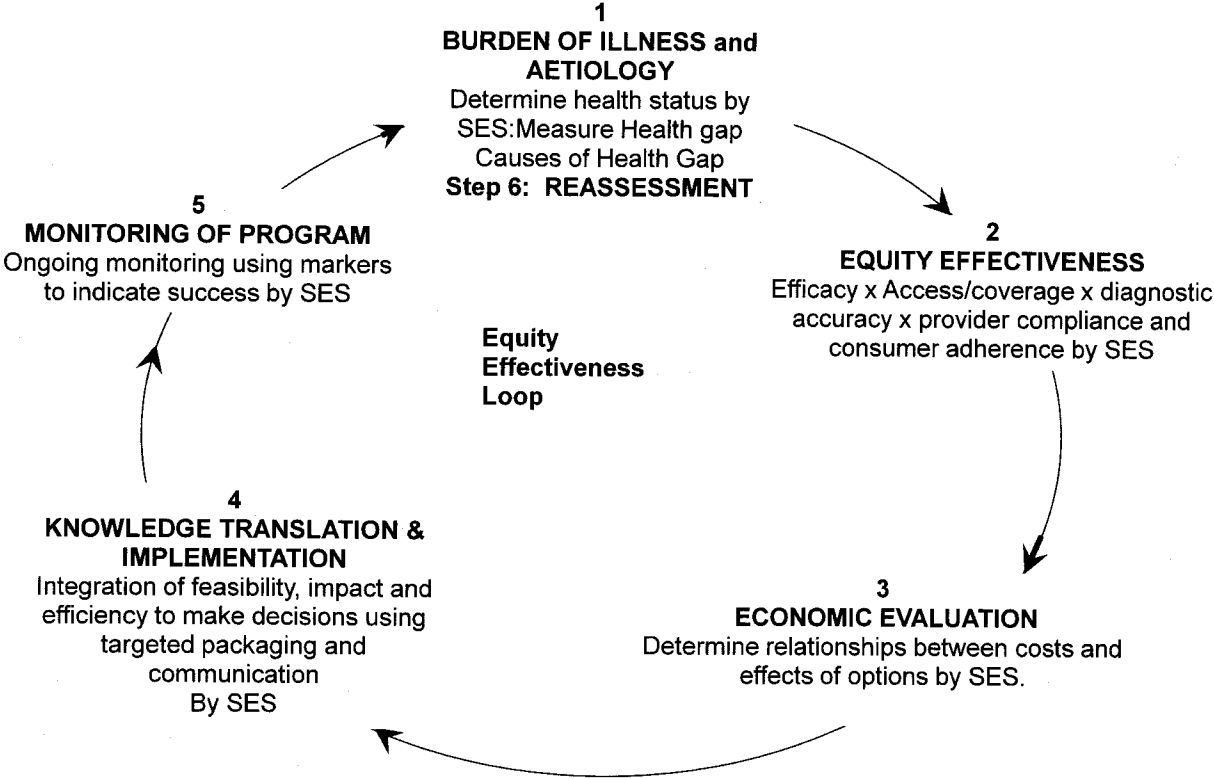 1
BURDEN OF ILLNESS and
AETIOLOGY
Determine health status by
SES:Measure Health gap
Causes of Health Gap
Step 6: REASSESSMENT
2
EQUITY EFFECTIVENESS
Efficacy x Access/coverage x diagnostic
accuracy x provider compliance and
consumer adherence by SES
3
ECONOMIC EVALUATION
Determine relationships between costs and
effects of options by SES.
4
KNOWLEDGE TRANSLATION &
IMPLEMENTATION
Integration of feasibility, impact and
efficiency to make decisions using
targeted packaging and
communication
By SES
5
MONITORING OF PROGRAM
Ongoing monitoring using markers
to indicate success by SES
Equity
Effectiveness
Loop